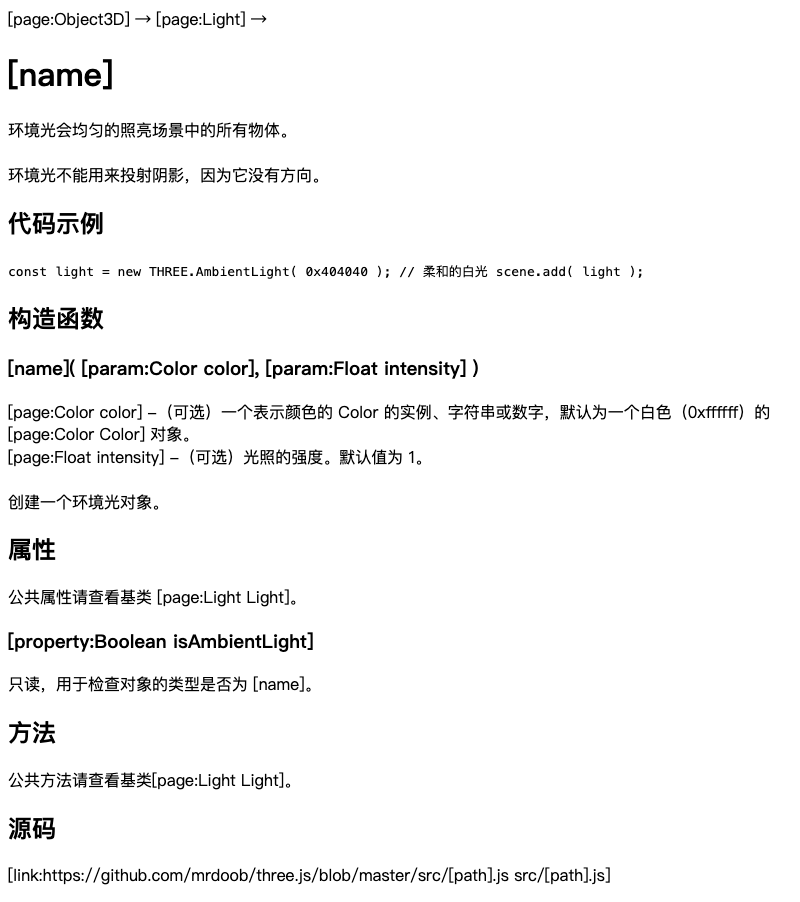 [page:Object3D] → [page:Light] →
[name]
环境光会均匀的照亮场景中的所有物体。
环境光不能用来投射阴影，因为它没有方向。
代码示例
const light = new THREE.AmbientLight( 0x404040 ); // 柔和的白光 scene.add( light );
构造函数
[name]( [param:Color color], [param:Float intensity] )
[page:Color color] –（可选）一个表示颜色的 Color 的实例、字符串或数字，默认为一个白色（0xffffff）的
[page:Color Color] 对象。
[page:Float intensity] –（可选）光照的强度。默认值为 1。
创建一个环境光对象。
属性
公共属性请查看基类 [page:Light Light]。
[property:Boolean isAmbientLight]
只读，用于检查对象的类型是否为 [name]。
方法
公共方法请查看基类[page:Light Light]。
源码
[link:https://github.com/mrdoob/three.js/blob/master/src/[path].js src/[path].js]